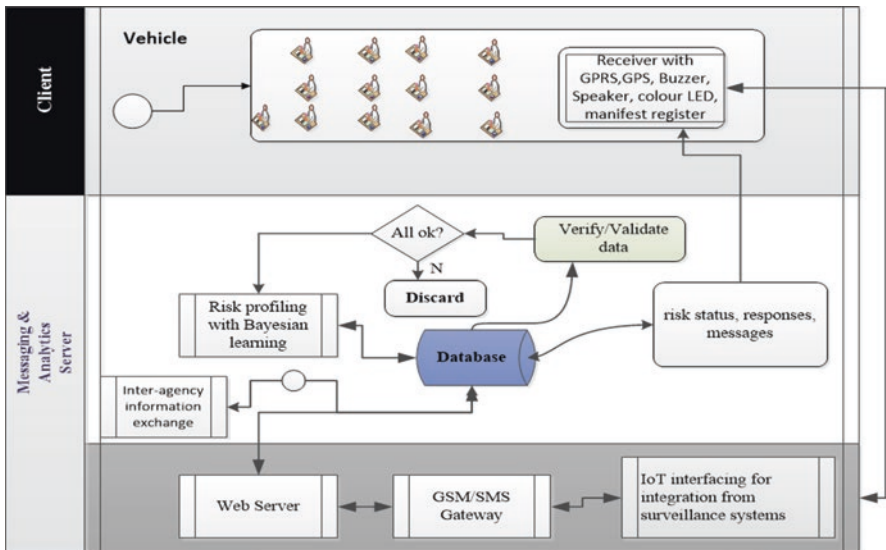 Client
Vehicle
Receiver with
GPRS,GPS, Buzzer,
Speaker, colour LED,
manifest register
Messaging &
Analytics
Server
All ok?
Verify/Validate
data
N
Discard
Risk profiling
with Bayesian
learning
Database
risk status, responses,
messages
Inter-agency
information
exchange
Web Server
GSM/SMS
Gateway
IoT interfacing for
integration from
surveillance systems